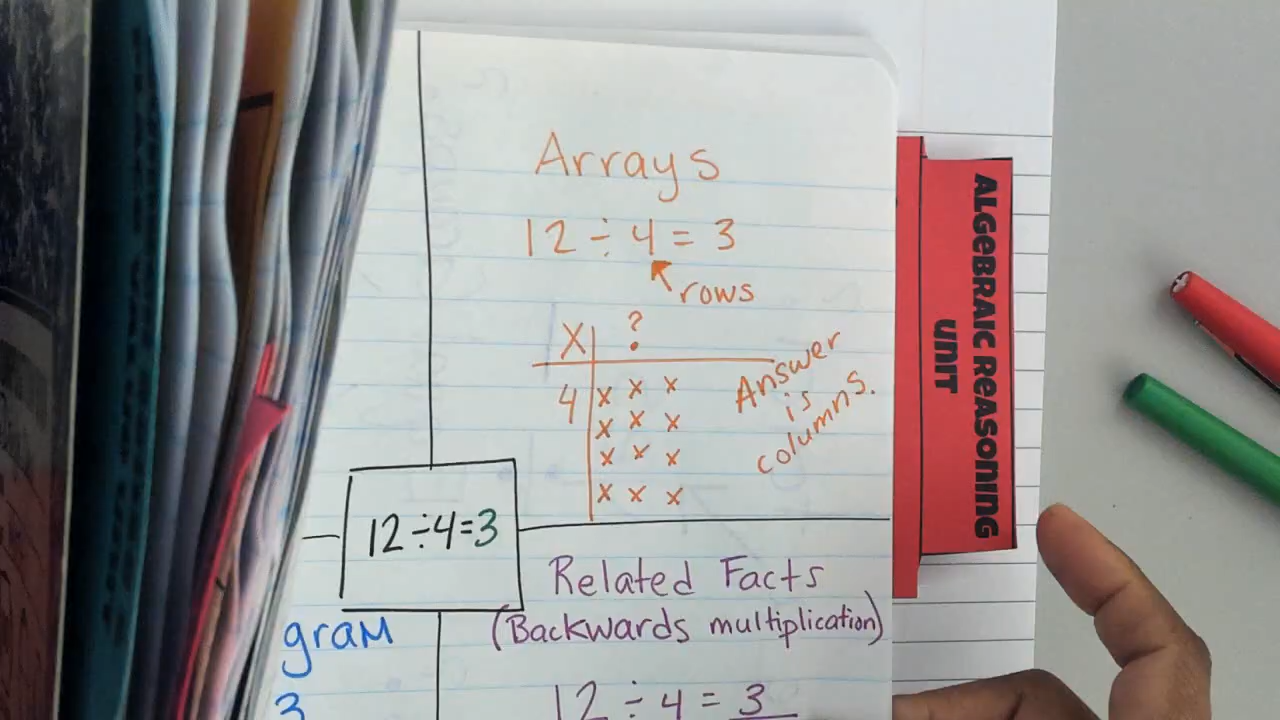 Arrays
12 ÷ 4 = 3
rows
X ?
4 x x x
x x x
x x x
x x x
Answer
is
columns.
12÷4=3
Related Facts
(Backwards multiplication)
12 ÷ 4 = 3
gram
3
ALGEBRAIC REASONING
UNIT